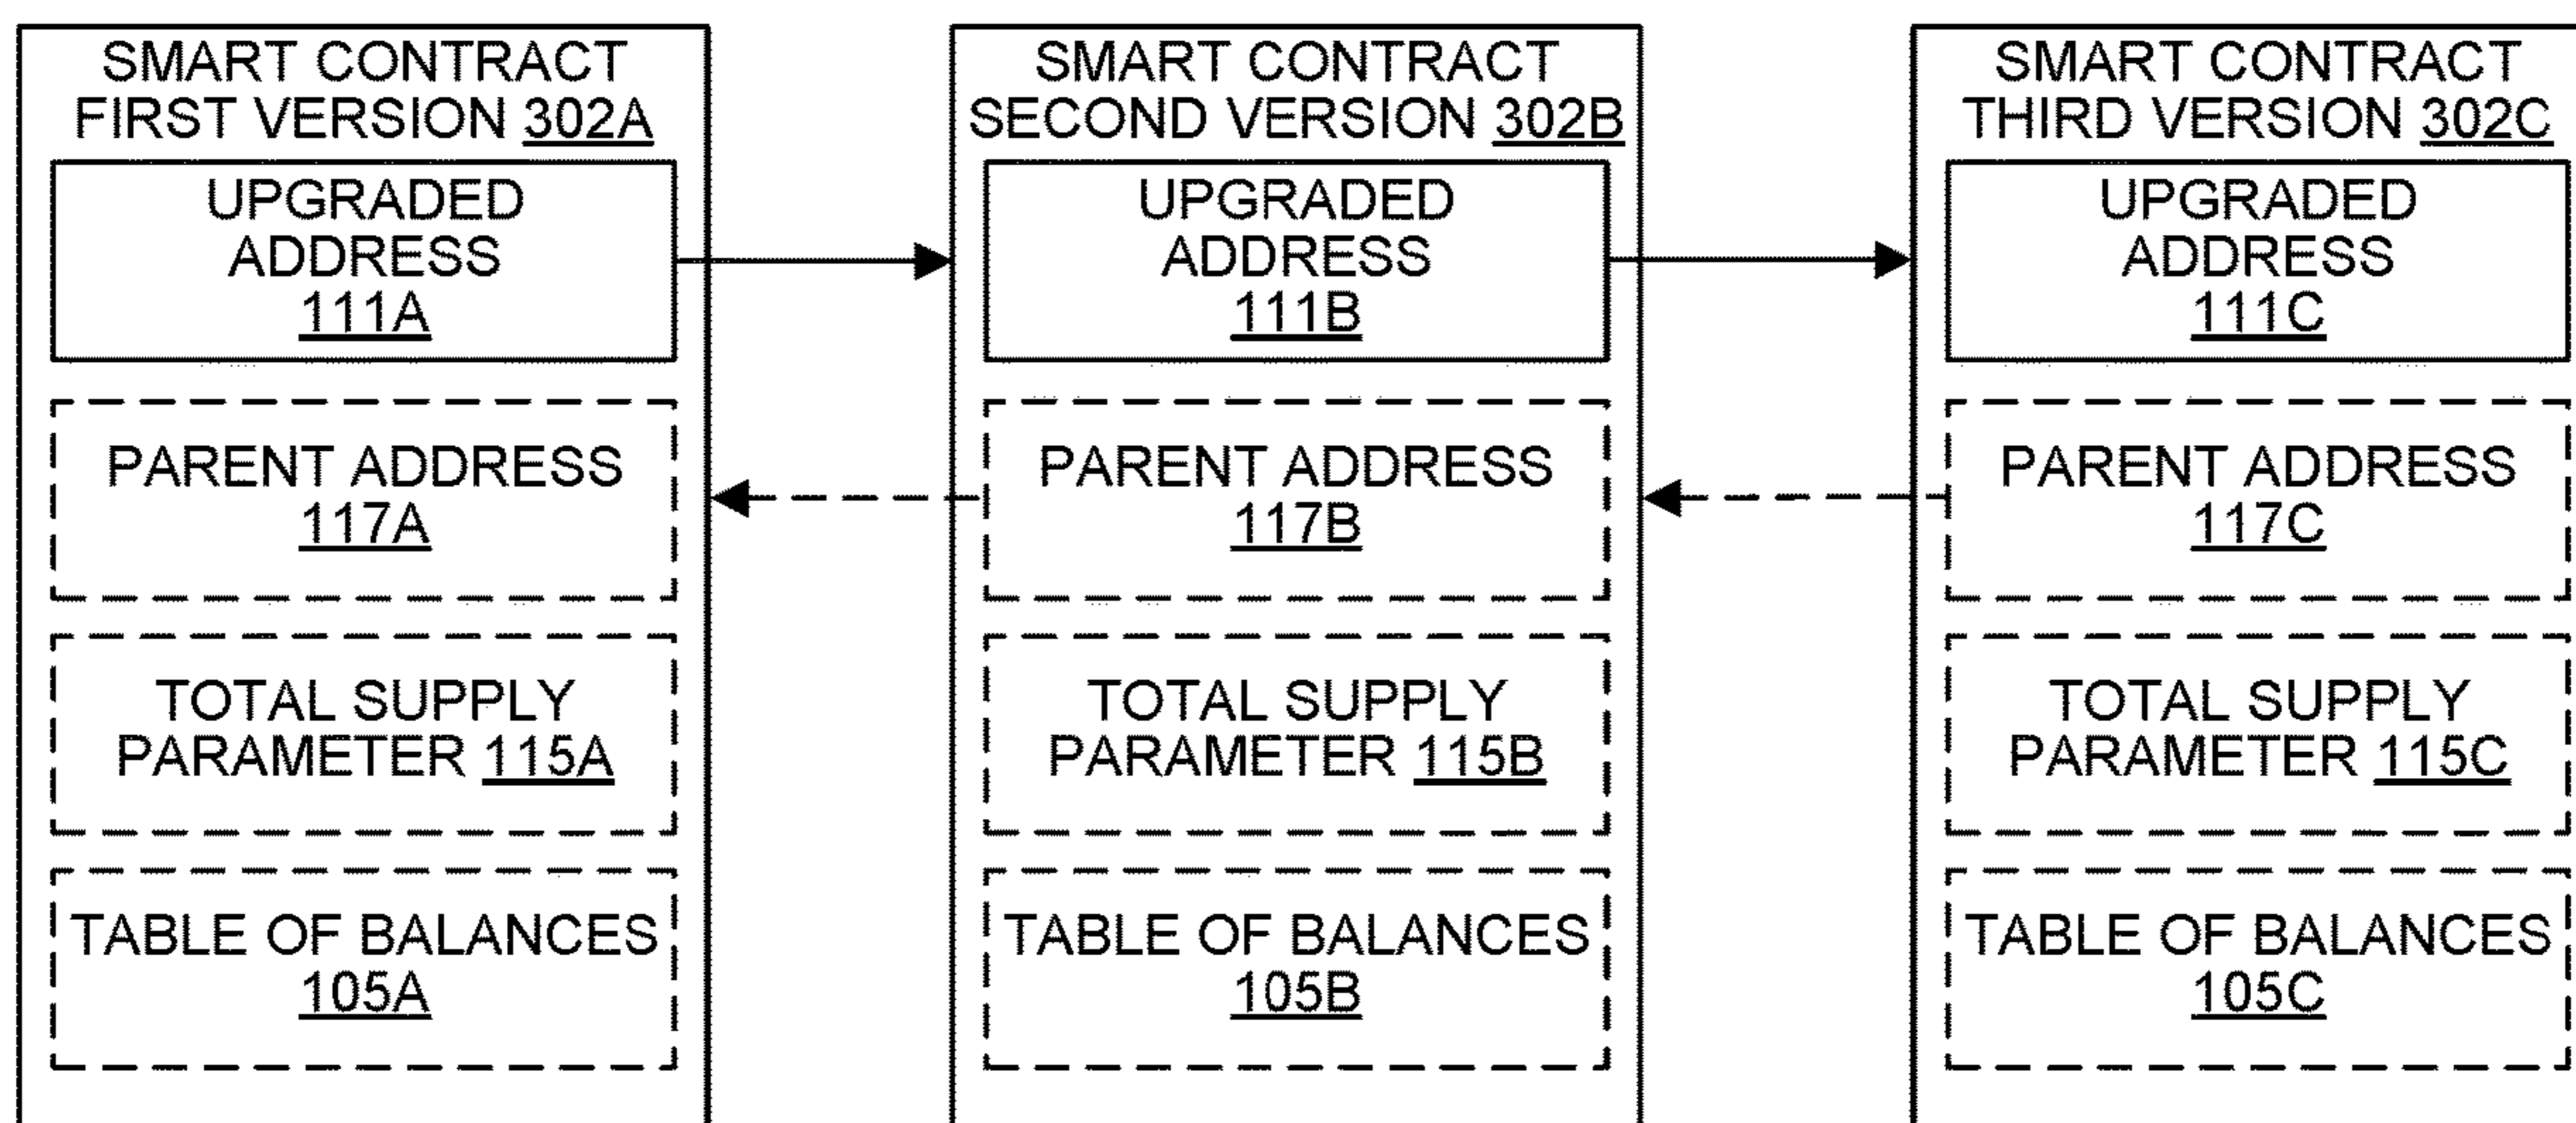 SMART CONTRACT
FIRST VERSION 302A
UPGRADED
ADDRESS
111A
PARENT ADDRESS
117A
TOTAL SUPPLY
PARAMETER 115A
TABLE OF BALANCES
105A
SMART CONTRACT
SECOND VERSION 302B
UPGRADED
ADDRESS
111B
PARENT ADDRESS
117B
TOTAL SUPPLY
PARAMETER 115B
TABLE OF BALANCES
105B
SMART CONTRACT
THIRD VERSION 302C
UPGRADED
ADDRESS
111C
PARENT ADDRESS
117C
TOTAL SUPPLY
PARAMETER 115C
TABLE OF BALANCES
105C